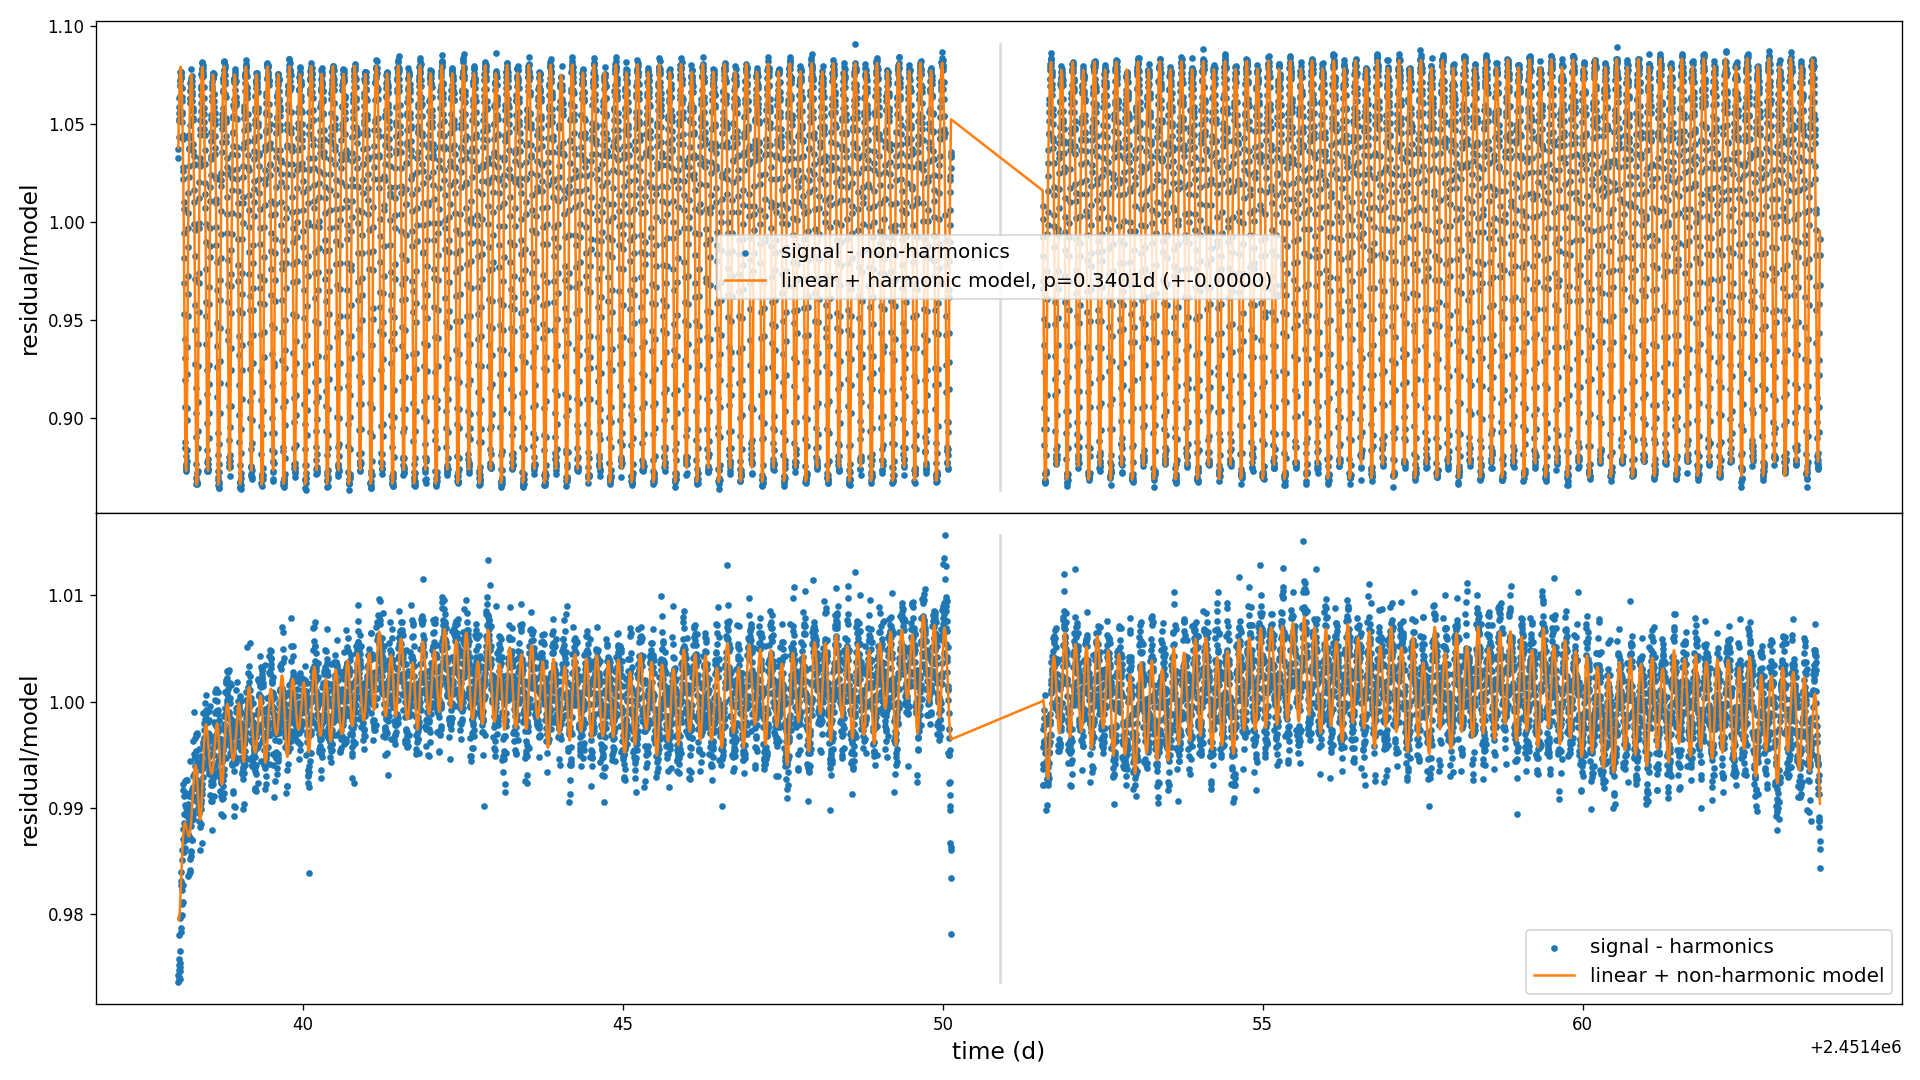 1.10
1.05
1.00
0.95
0.90
residual/model
signal - non-harmonics
linear + harmonic model, p=0.3401d (+-0.0000)
1.01
1.00
0.99
0.98
residual/model
signal - harmonics
linear + non-harmonic model
40
45
50
55
60
time (d)
+2.4514e6